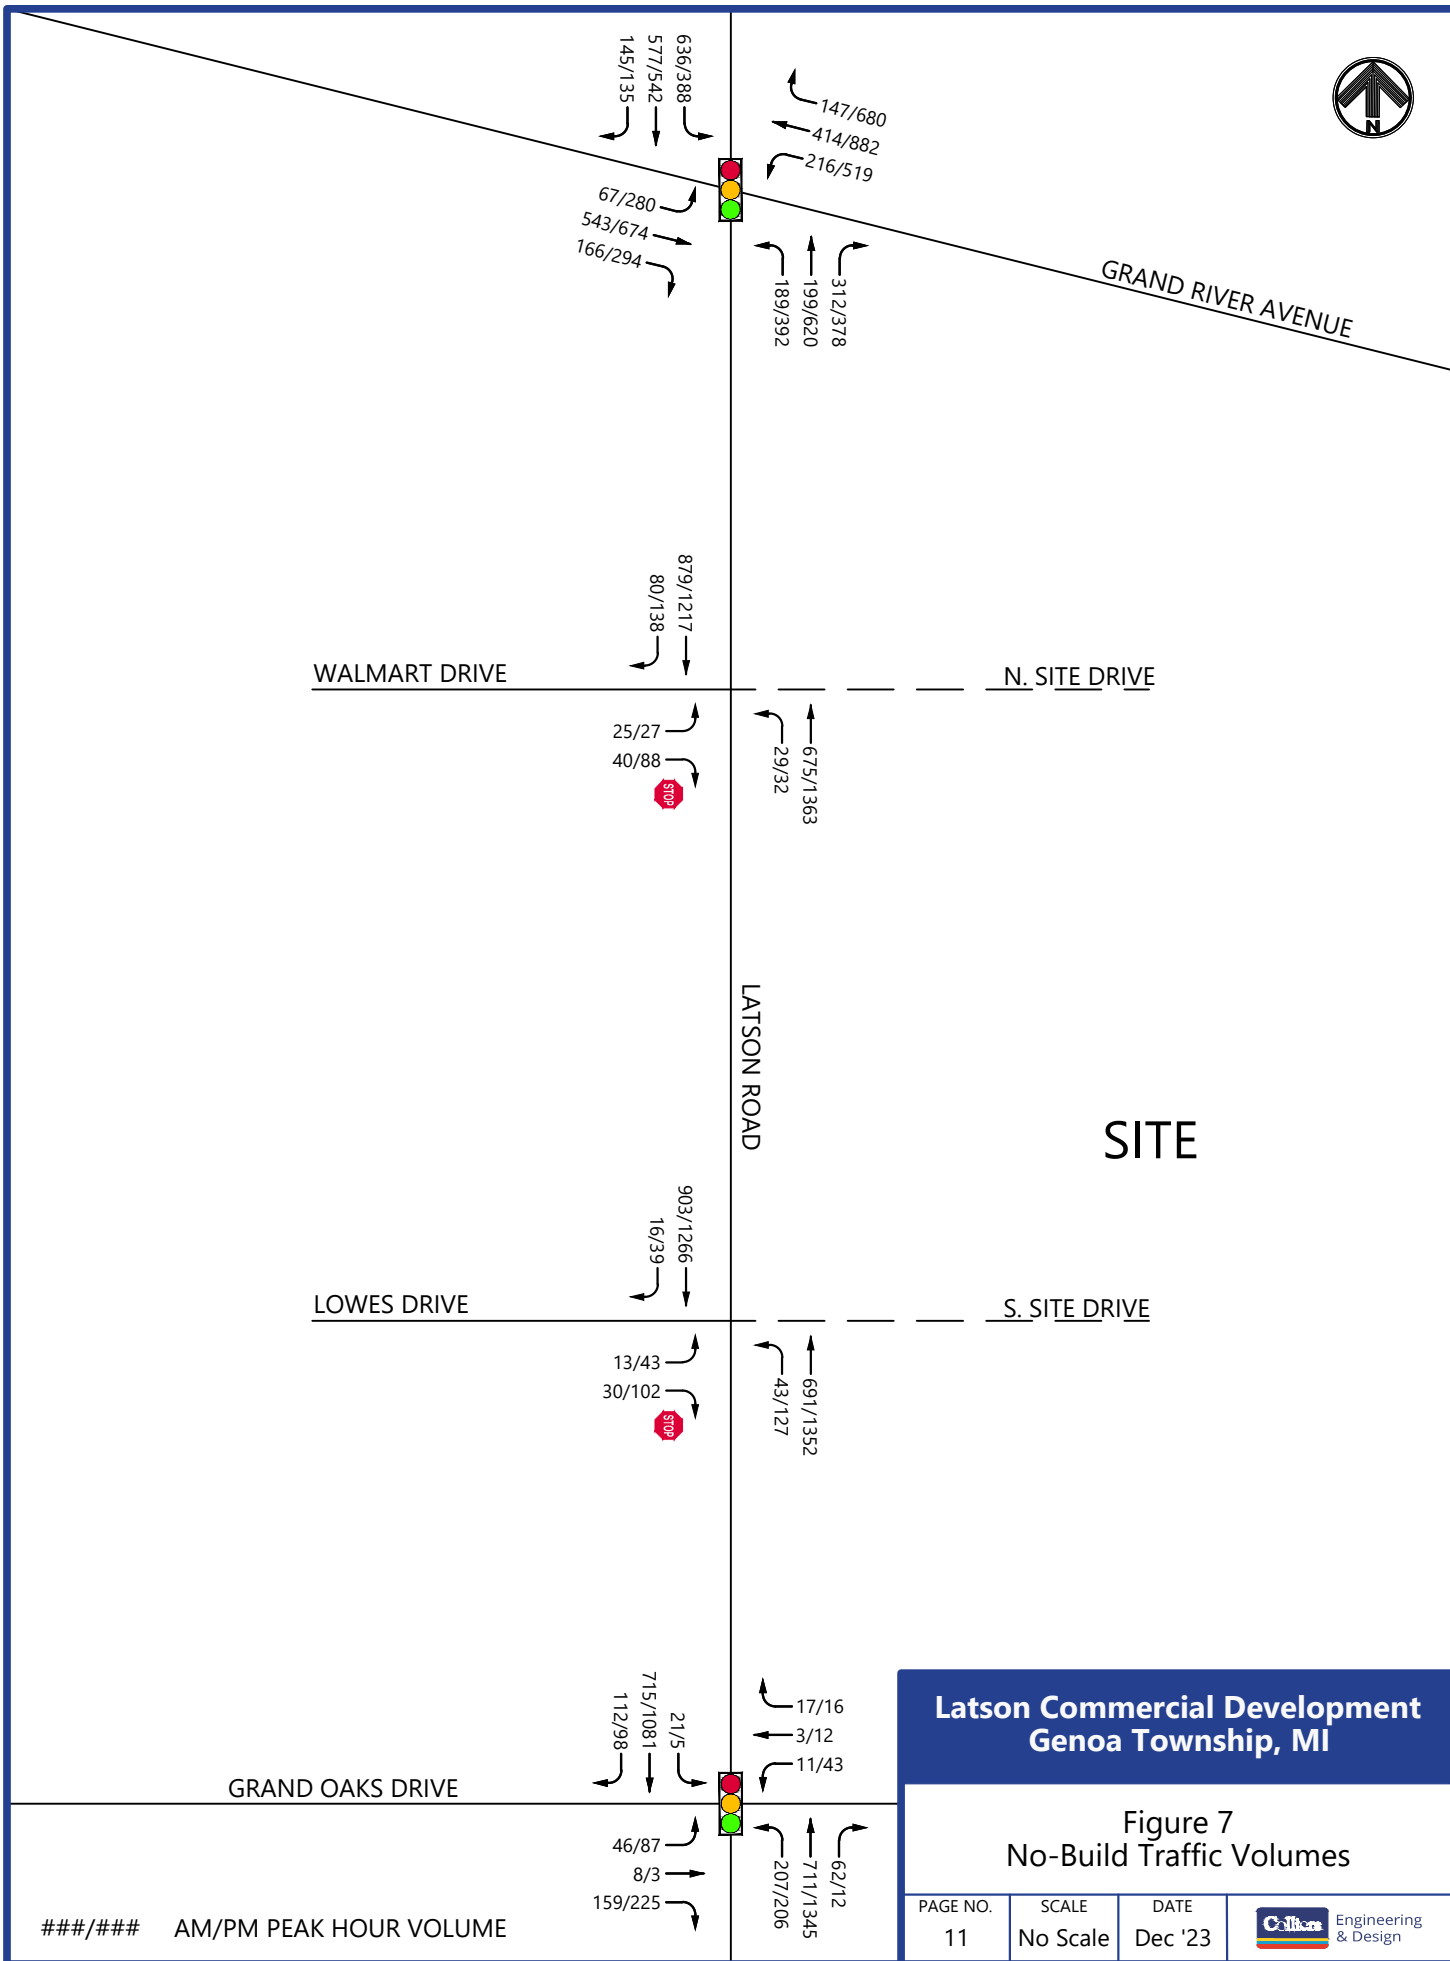 636/388
577/542
145/135
147/680
414/882
216/519
N
67/280
543/674
166/294
189/392
199/620
312/378
GRAND RIVER AVENUE
879/1217
80/138
WALMART DRIVE
N. SITE DRIVE
25/27
40/88
STOP
29/32
675/1363
LATSON ROAD
SITE
903/1266
16/39
LOWES DRIVE
S. SITE DRIVE
13/43
30/102
STOP
43/127
691/1352
21/5
715/1081
112/98
17/16
3/12
11/43
GRAND OAKS DRIVE
46/87
8/3
159/225
207/206
711/1345
62/12
###/### AM/PM PEAK HOUR VOLUME
Latson Commercial Development
Genoa Township, MI
Figure 7
No-Build Traffic Volumes
PAGE NO. SCALE DATE
11 No Scale Dec '23
Colliers Engineering
& Design